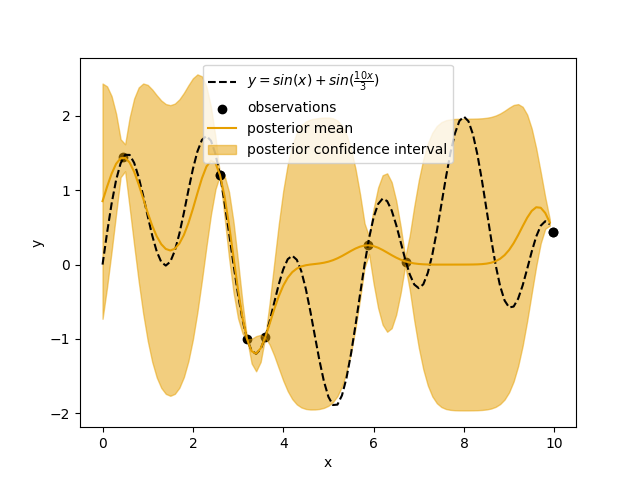 y = sin(x) + sin(10x/3)
observations
posterior mean
posterior confidence interval
y
2
1
0
−1
−2
0 2 4 6 8 10
x